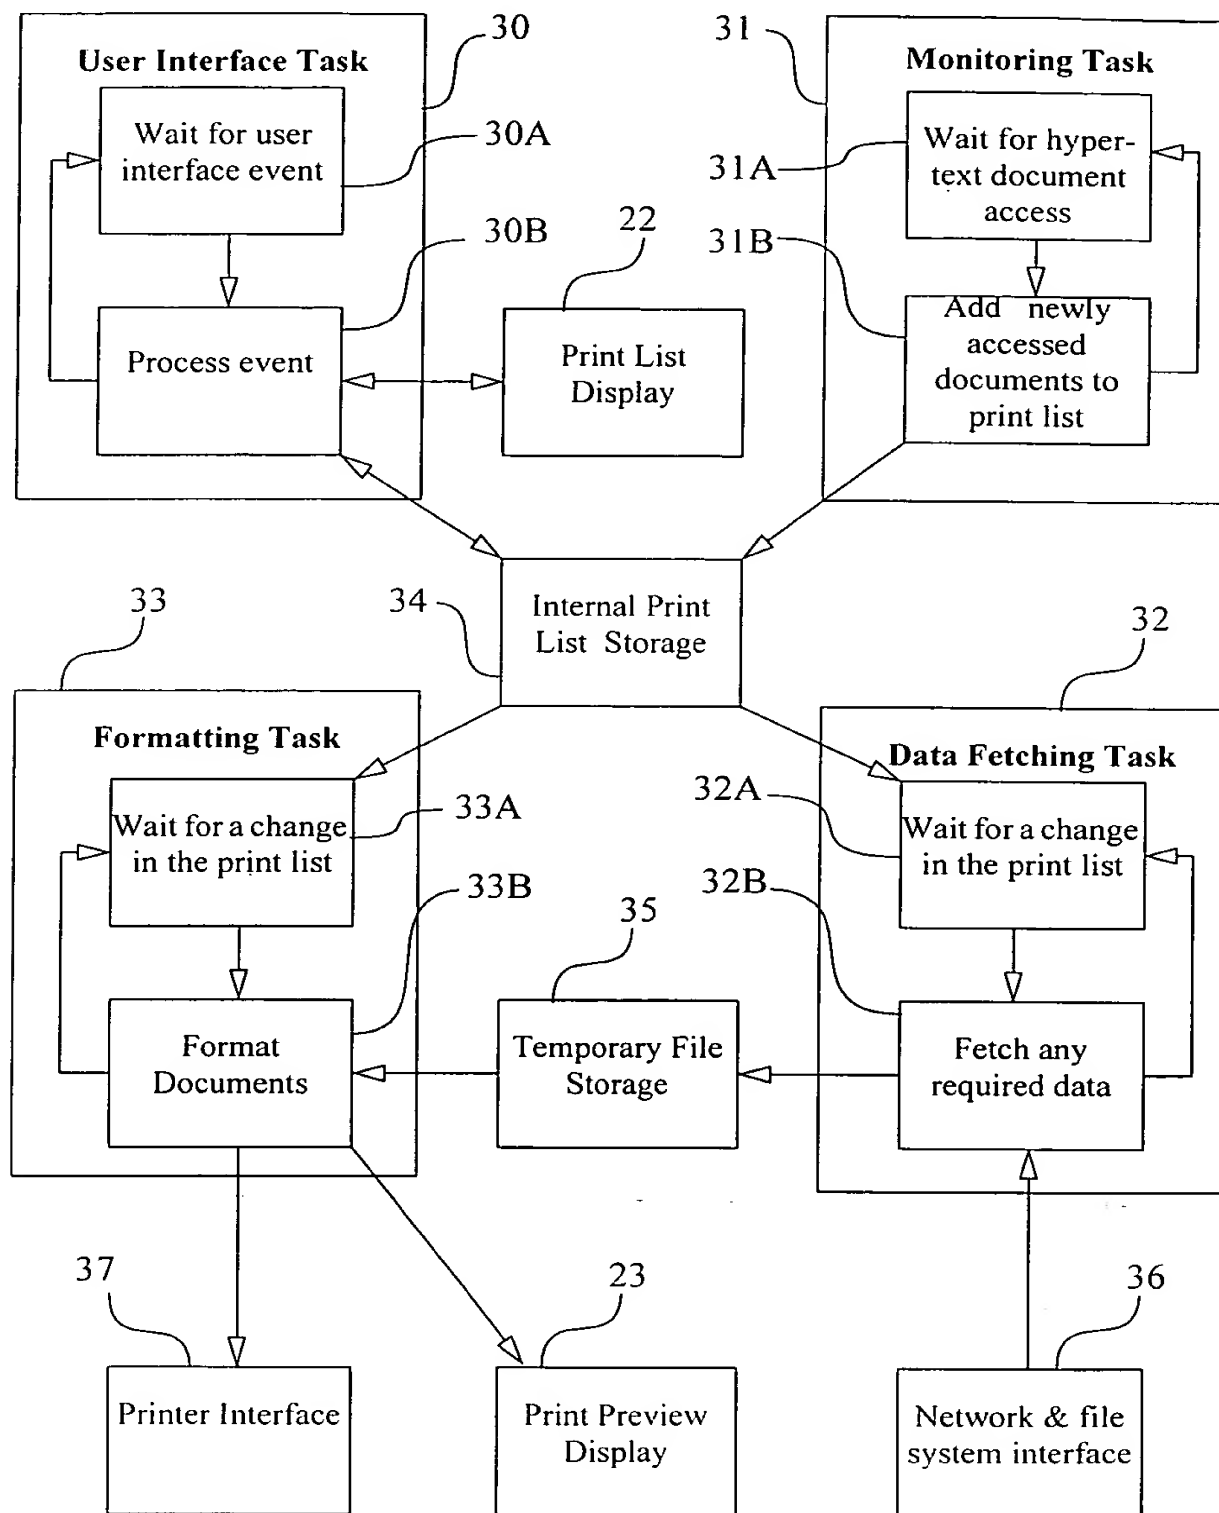 30
31
User Interface Task
Monitoring Task
Wait for user
interface event
30A
Wait for hyper-
text document
access
31A
30B
22
31B
Process event
Print List
Display
Add newly
accessed
documents to
print list
33
34
Internal Print
List Storage
32
Formatting Task
Data Fetching Task
Wait for a change
in the print list
33A
32A
Wait for a change
in the print list
33B
35
32B
Format
Documents
Temporary File
Storage
Fetch any
required data
37
23
36
Printer Interface
Print Preview
Display
Network & file
system interface